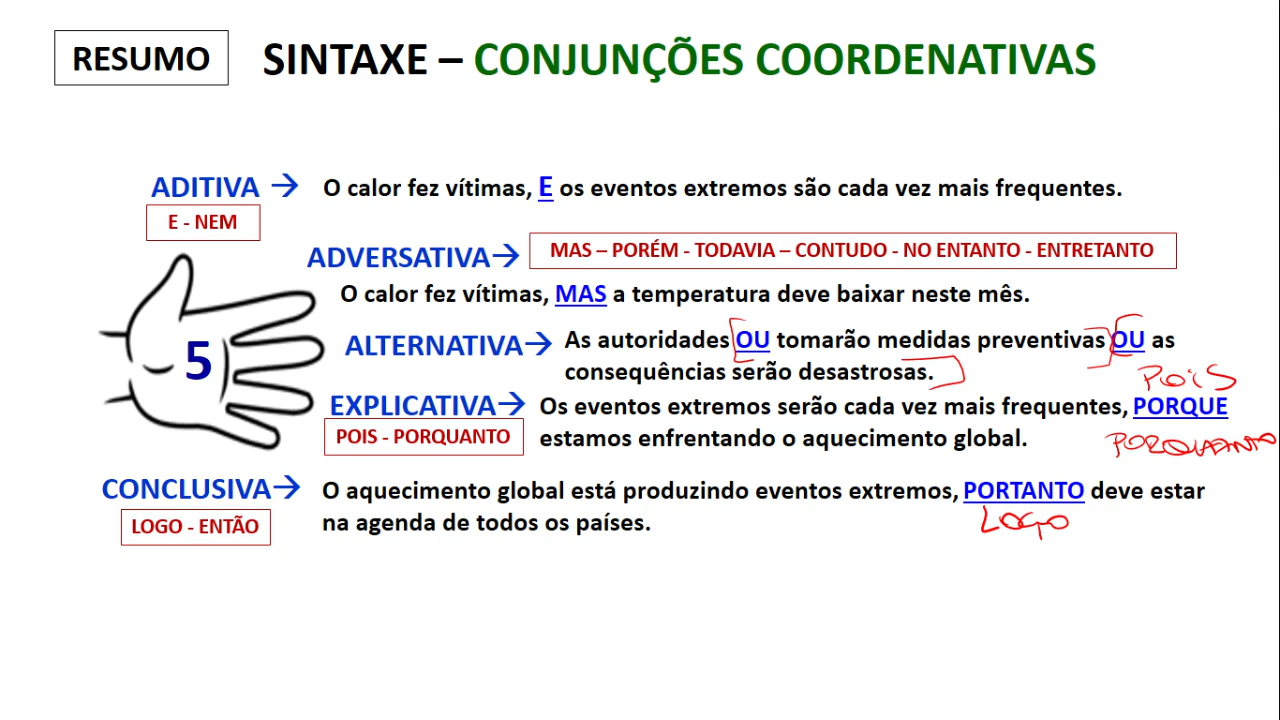 RESUMO
SINTAXE – CONJUNÇÕES COORDENATIVAS
ADITIVA → O calor fez vítimas, E os eventos extremos são cada vez mais frequentes.
E - NEM
ADVERSATIVA → MAS – PORÉM - TODAVIA – CONTUDO - NO ENTANTO - ENTRETANTO
O calor fez vítimas, MAS a temperatura deve baixar neste mês.
5
ALTERNATIVA → As autoridades OU tomarão medidas preventivas OU as
consequências serão desastrosas.
POIS
EXPLICATIVA → Os eventos extremos serão cada vez mais frequentes, PORQUE
POIS - PORQUANTO
estamos enfrentando o aquecimento global.
PORQUANTO
CONCLUSIVA → O aquecimento global está produzindo eventos extremos, PORTANTO deve estar
LOGO - ENTÃO
na agenda de todos os países.
LOGO